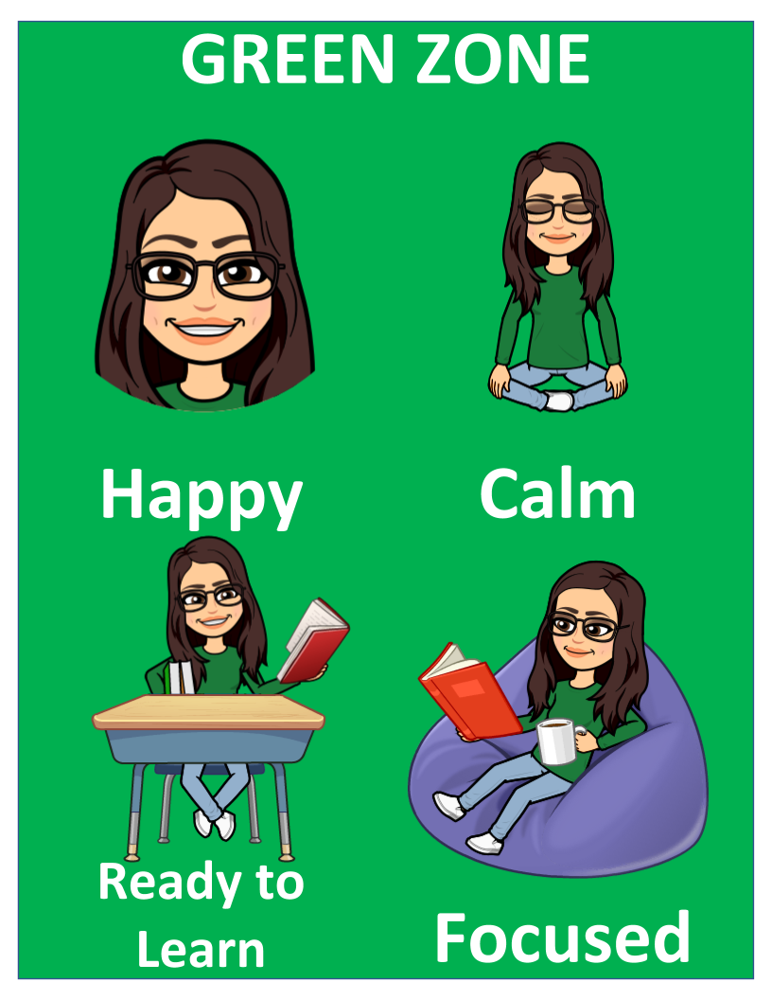 GREEN ZONE
Happy
Calm
Ready to
Learn
Focused